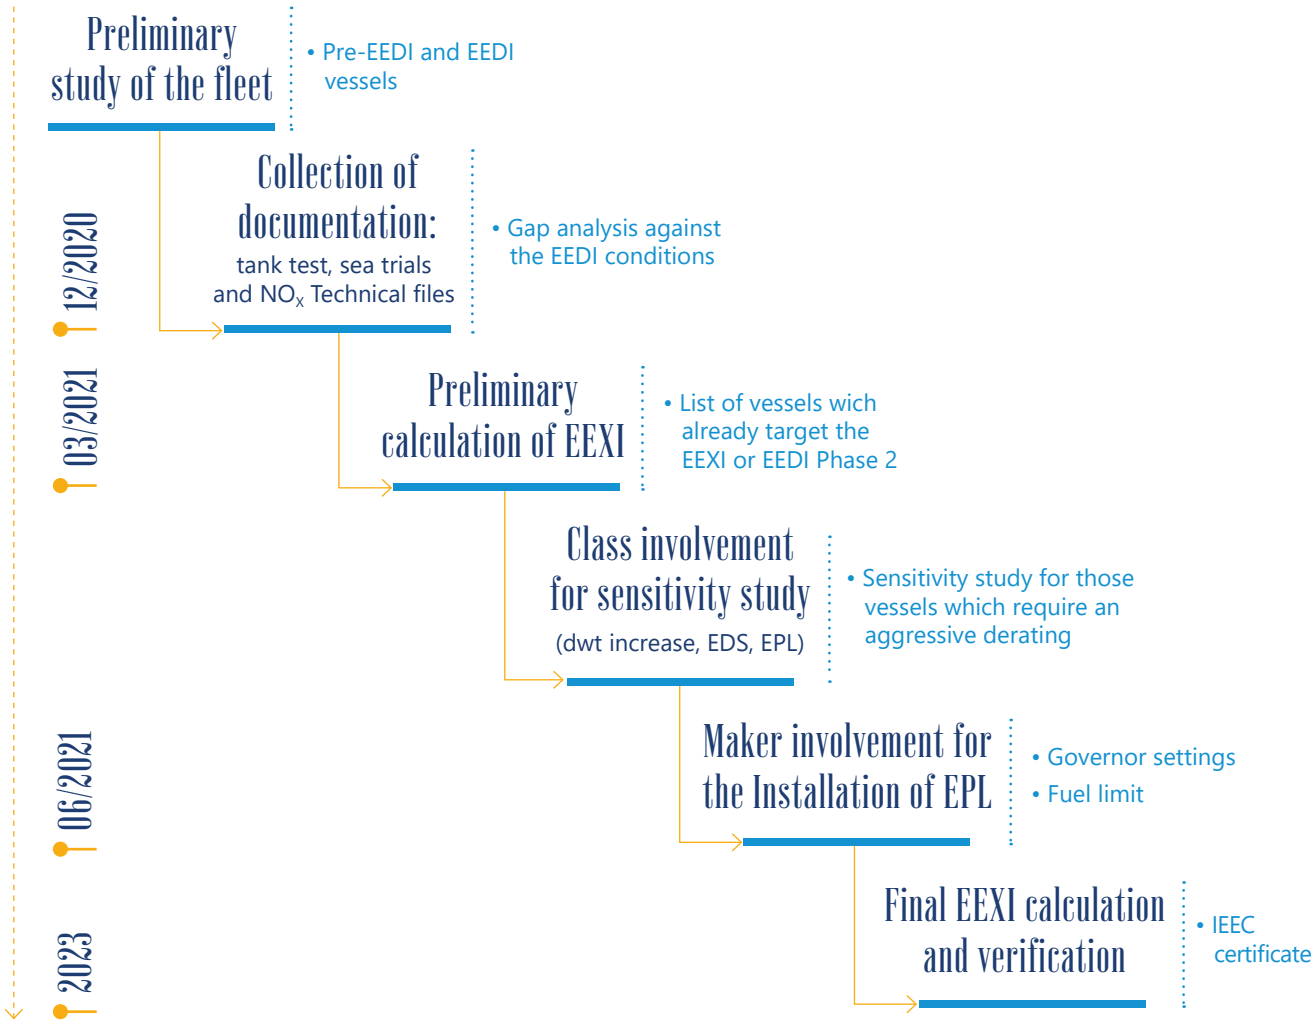 Preliminary
study of the fleet
• Pre-EEDI and EEDI
vessels
12/2020
Collection of
documentation:
tank test, sea trials
and NOX Technical files
• Gap analysis against
the EEDI conditions
03/2021
Preliminary
calculation of EEXI
• List of vessels wich
already target the
EEXI or EEDI Phase 2
Class involvement
for sensitivity study
(dwt increase, EDS, EPL)
• Sensitivity study for those
vessels which require an
aggressive derating
06/2021
Maker involvement for
the Installation of EPL
• Governor settings
• Fuel limit
2023
Final EEXI calculation
and verification
• IEEC
certificate